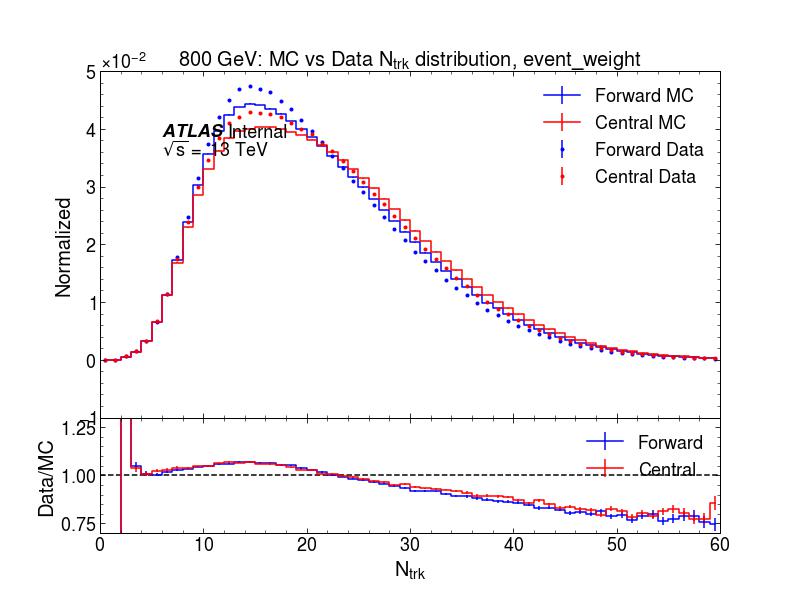 ×10⁻²
800 GeV: MC vs Data Nₜᵣₖ distribution, event_weight
5
4
3
2
1
0
−1
Normalized
ATLAS Internal
√s = 13 TeV
Forward MC
Central MC
Forward Data
Central Data
1.25
1.00
0.75
Data/MC
Forward
Central
0 10 20 30 40 50 60
Nₜᵣₖ